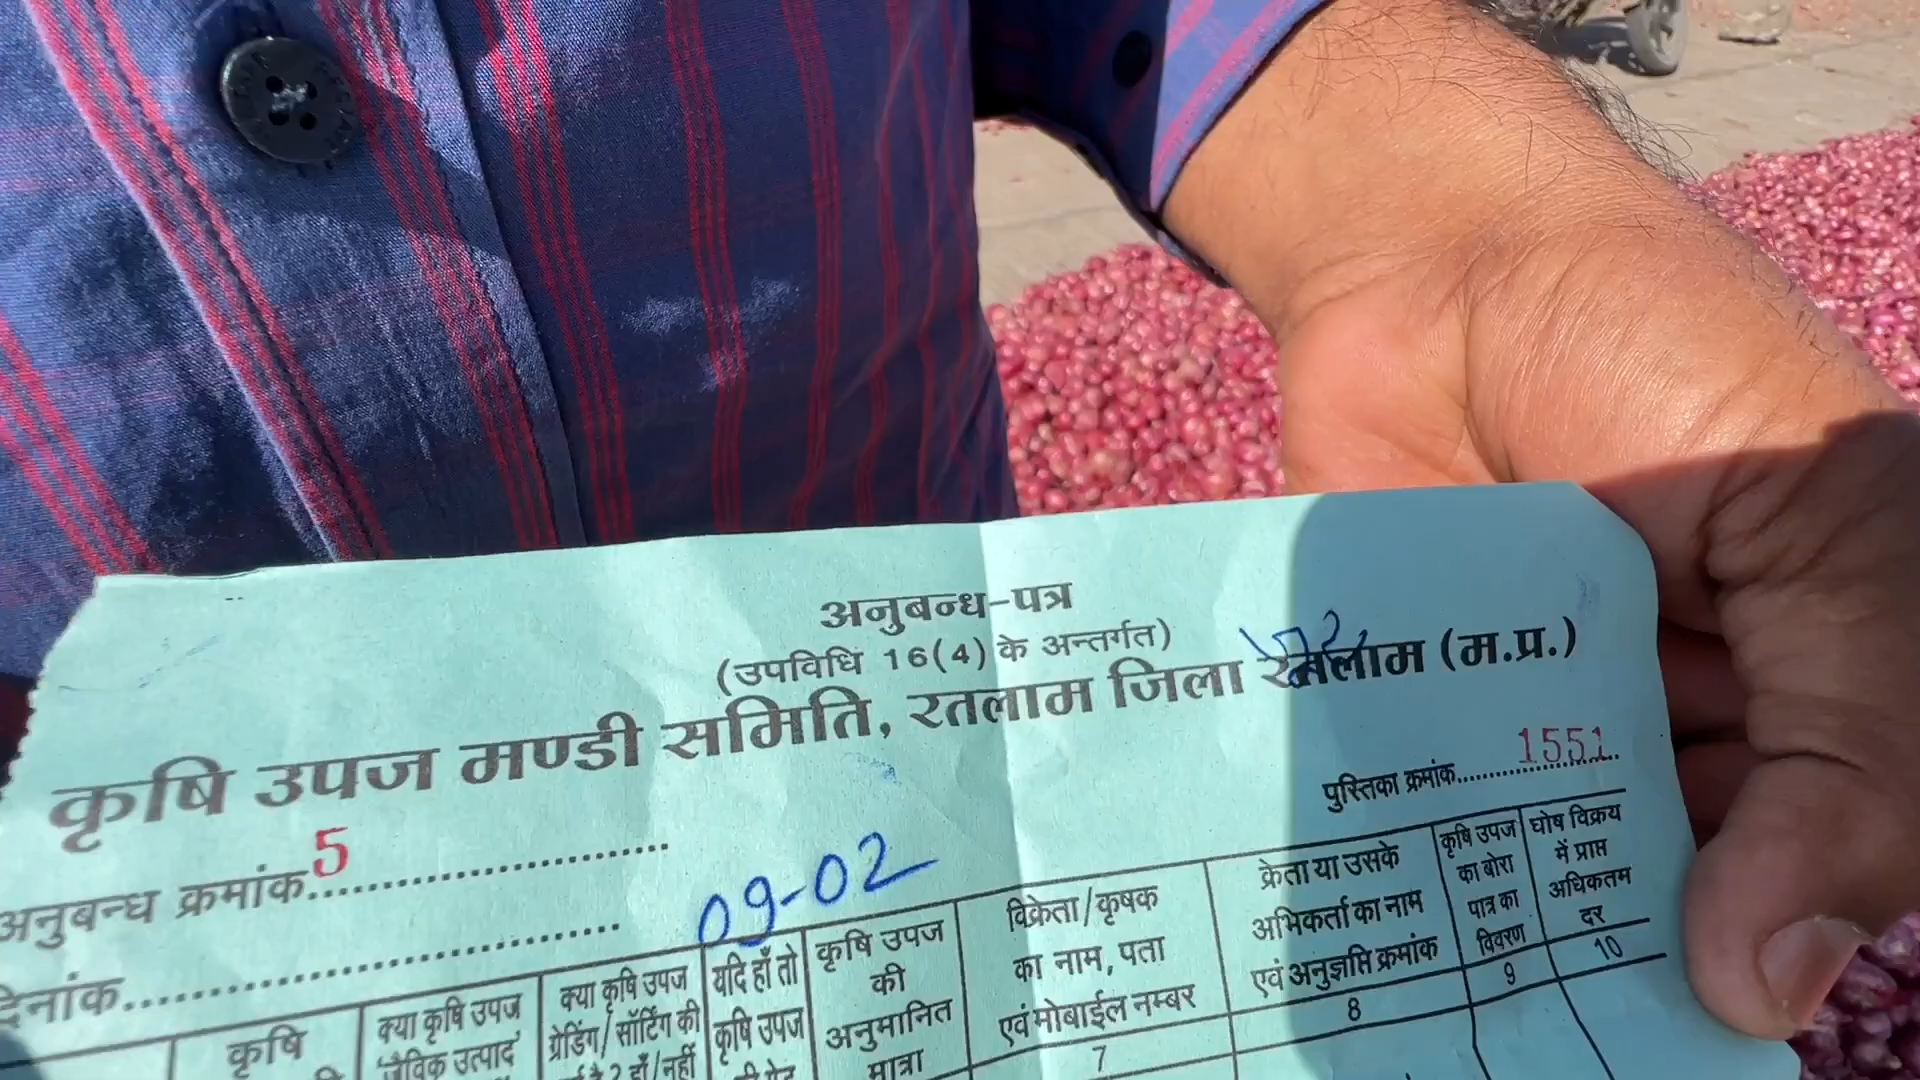 अनुबन्ध-पत्र
(उपविधि 16(4) के अन्तर्गत)
कृषि उपज मण्डी समिति, रतलाम जिला रतलाम (म.प्र.)
पुस्तिका क्रमांक 1551
अनुबन्ध क्रमांक 5
09-02
दिनांक
कृषि
क्या कृषि उपज
'जैविक उत्पाद'
क्या कृषि उपज
ग्रेडिंग/सॉर्टिंग की
हाँ/नहीं
यदि हाँ तो
कृषि उपज
कृषि उपज
की
अनुमानित
मात्रा
विक्रेता/कृषक
का नाम, पता
एवं मोबाईल नम्बर
7
क्रेता या उसके
अभिकर्ता का नाम
एवं अनुज्ञप्ति क्रमांक
8
कृषि उपज
का बोरा
पात्र का
विवरण
9
घोष विक्रय
में प्राप्त
अधिकतम
दर
10